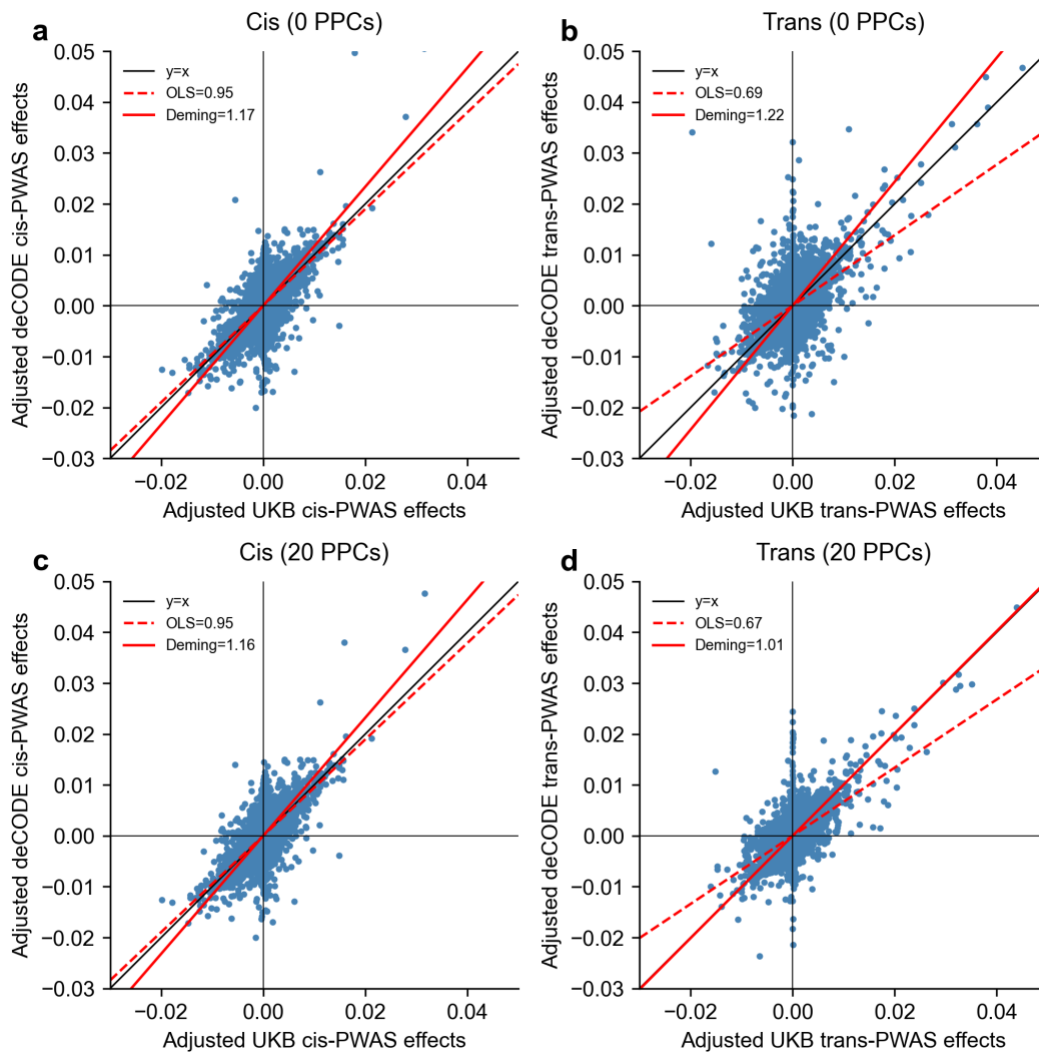 a
Cis (0 PPCs)
0.05
0.04
0.03
0.02
0.01
0.00
−0.01
−0.02
−0.03
y=x
OLS=0.95
Deming=1.17
Adjusted deCODE cis-PWAS effects
−0.02 0.00 0.02 0.04
Adjusted UKB cis-PWAS effects
b
Trans (0 PPCs)
0.05
0.04
0.03
0.02
0.01
0.00
−0.01
−0.02
−0.03
y=x
OLS=0.69
Deming=1.22
Adjusted deCODE trans-PWAS effects
−0.02 0.00 0.02 0.04
Adjusted UKB trans-PWAS effects
c
Cis (20 PPCs)
0.05
0.04
0.03
0.02
0.01
0.00
−0.01
−0.02
−0.03
y=x
OLS=0.95
Deming=1.16
Adjusted deCODE cis-PWAS effects
−0.02 0.00 0.02 0.04
Adjusted UKB cis-PWAS effects
d
Trans (20 PPCs)
0.05
0.04
0.03
0.02
0.01
0.00
−0.01
−0.02
−0.03
y=x
OLS=0.67
Deming=1.01
Adjusted deCODE trans-PWAS effects
−0.02 0.00 0.02 0.04
Adjusted UKB trans-PWAS effects